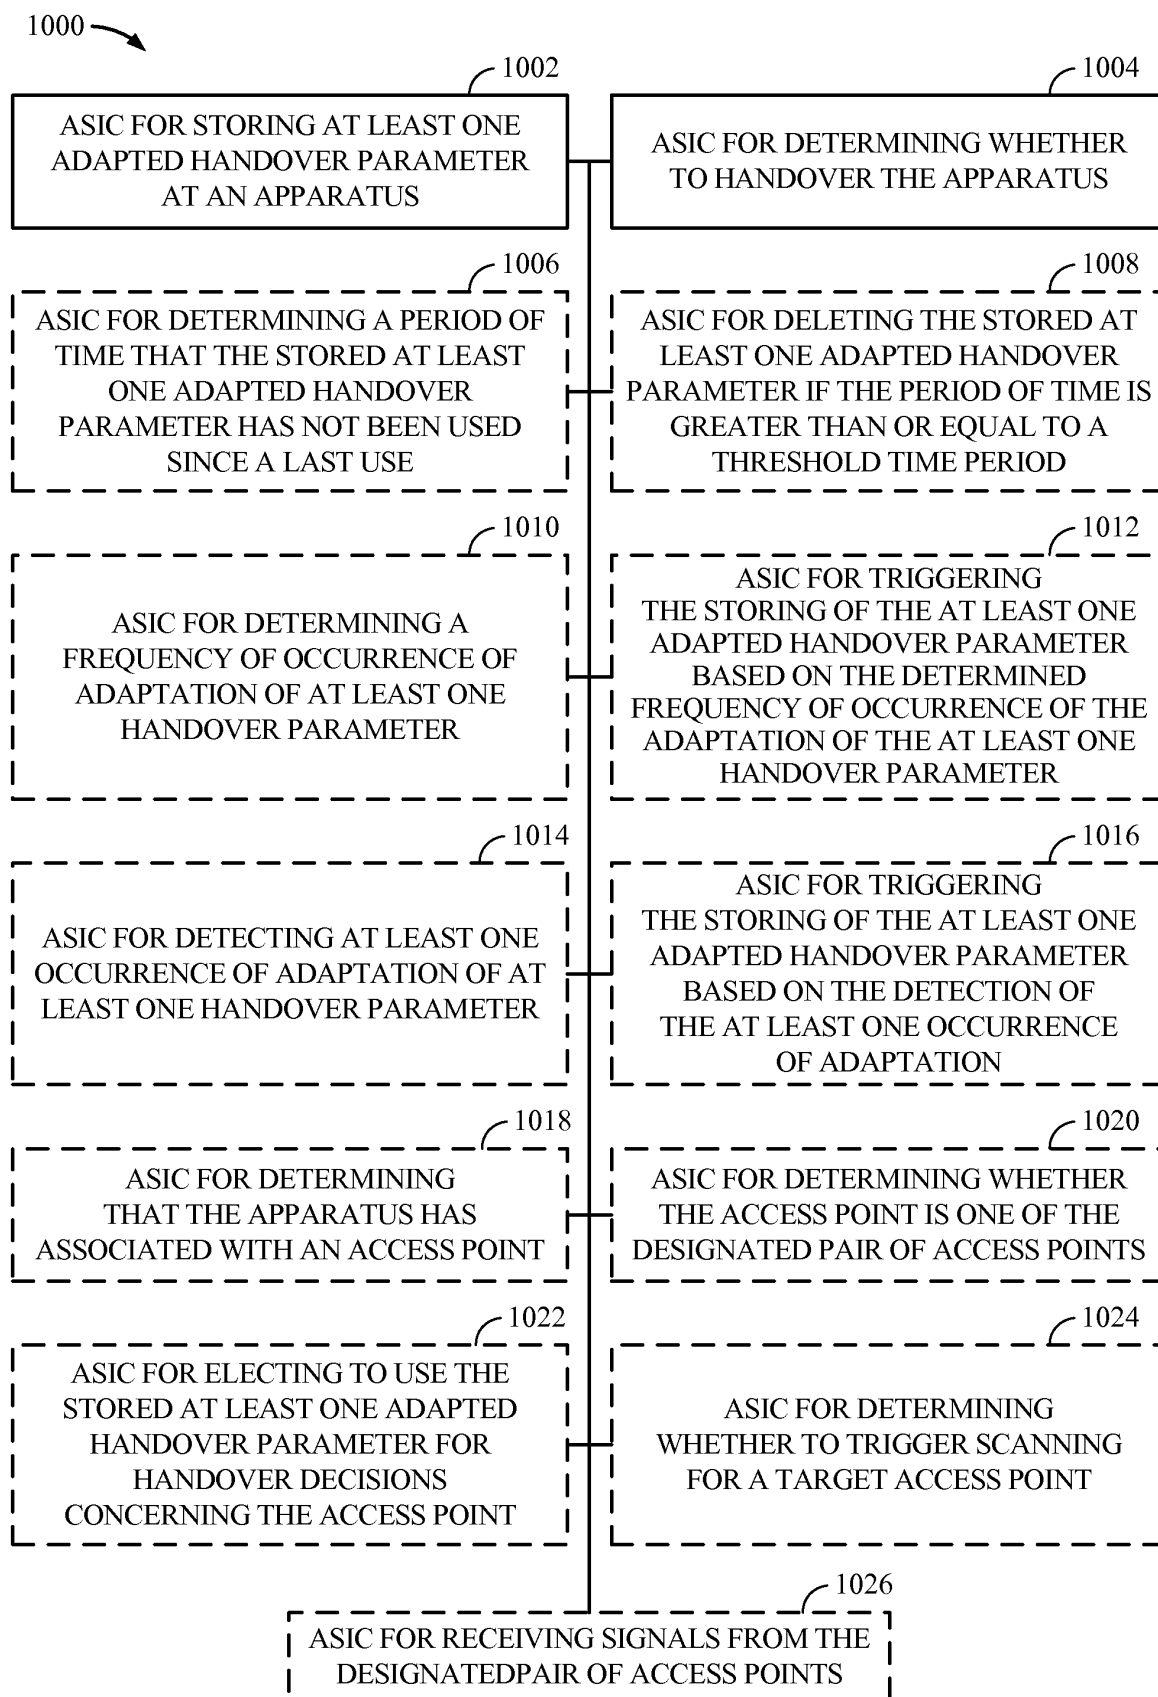 1000
1002
ASIC FOR STORING AT LEAST ONE
ADAPTED HANDOVER PARAMETER
AT AN APPARATUS
1004
ASIC FOR DETERMINING WHETHER
TO HANDOVER THE APPARATUS
1006
ASIC FOR DETERMINING A PERIOD OF
TIME THAT THE STORED AT LEAST
ONE ADAPTED HANDOVER
PARAMETER HAS NOT BEEN USED
SINCE A LAST USE
1008
ASIC FOR DELETING THE STORED AT
LEAST ONE ADAPTED HANDOVER
PARAMETER IF THE PERIOD OF TIME IS
GREATER THAN OR EQUAL TO A
THRESHOLD TIME PERIOD
1010
ASIC FOR DETERMINING A
FREQUENCY OF OCCURRENCE OF
ADAPTATION OF AT LEAST ONE
HANDOVER PARAMETER
1012
ASIC FOR TRIGGERING
THE STORING OF THE AT LEAST ONE
ADAPTED HANDOVER PARAMETER
BASED ON THE DETERMINED
FREQUENCY OF OCCURRENCE OF THE
ADAPTATION OF THE AT LEAST ONE
HANDOVER PARAMETER
1014
ASIC FOR DETECTING AT LEAST ONE
OCCURRENCE OF ADAPTATION OF AT
LEAST ONE HANDOVER PARAMETER
1016
ASIC FOR TRIGGERING
THE STORING OF THE AT LEAST ONE
ADAPTED HANDOVER PARAMETER
BASED ON THE DETECTION OF
THE AT LEAST ONE OCCURRENCE
OF ADAPTATION
1018
ASIC FOR DETERMINING
THAT THE APPARATUS HAS
ASSOCIATED WITH AN ACCESS POINT
1020
ASIC FOR DETERMINING WHETHER
THE ACCESS POINT IS ONE OF THE
DESIGNATED PAIR OF ACCESS POINTS
1022
ASIC FOR ELECTING TO USE THE
STORED AT LEAST ONE ADAPTED
HANDOVER PARAMETER FOR
HANDOVER DECISIONS
CONCERNING THE ACCESS POINT
1024
ASIC FOR DETERMINING
WHETHER TO TRIGGER SCANNING
FOR A TARGET ACCESS POINT
1026
ASIC FOR RECEIVING SIGNALS FROM THE
DESIGNATEDPAIR OF ACCESS POINTS